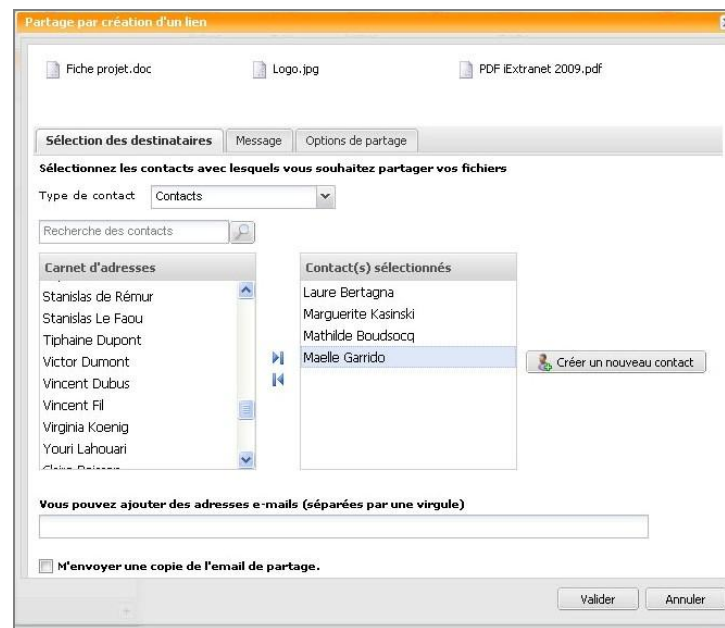 Partage par création d'un lien
Fiche projet.doc Logo.jpg PDF iExtranet 2009.pdf
Sélection des destinataires Message Options de partage
Sélectionnez les contacts avec lesquels vous souhaitez partager vos fichiers
Type de contact Contacts
Recherche des contacts
Carnet d'adresses Contact(s) sélectionnés
Stanislas de Rémur Laure Bertagna
Stanislas Le Faou Marguerite Kasinski
Tiphaine Dupont Mathilde Boudsocq
Victor Dumont Maelle Garrido Créer un nouveau contact
Vincent Dubus
Vincent Fil
Virginia Koenig
Youri Lahouari
Vous pouvez ajouter des adresses e-mails (séparées par une virgule)
M'envoyer une copie de l'email de partage.
Valider Annuler